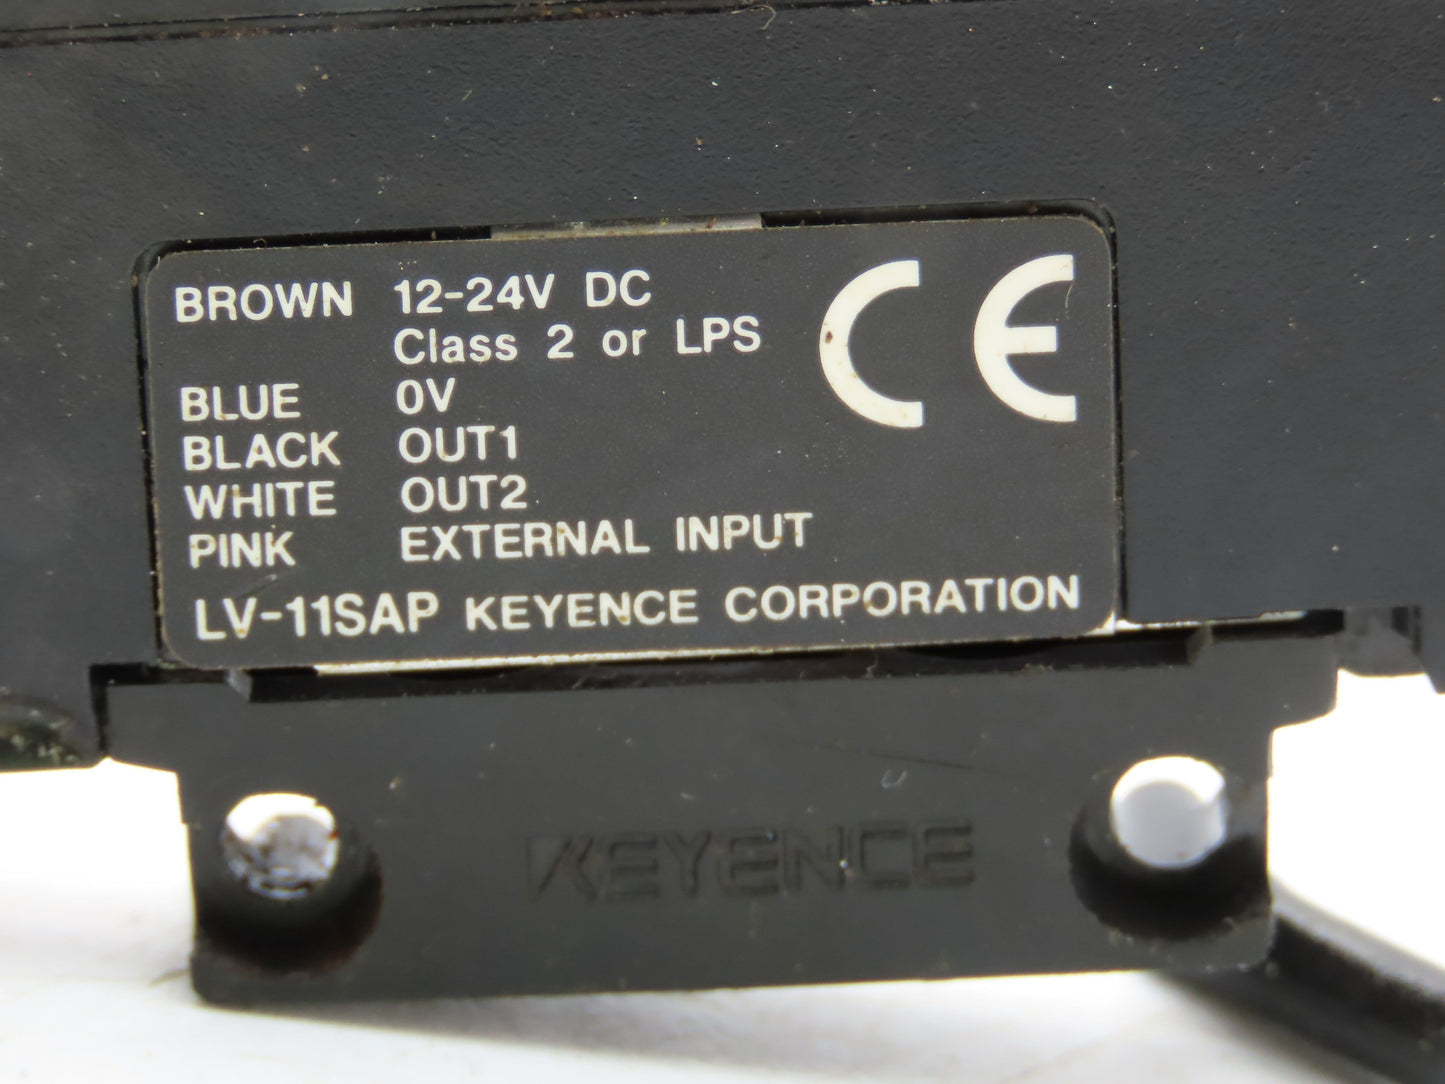 BROWN 12-24V DC
Class 2 or LPS
BLUE 0V
BLACK OUT1
WHITE OUT2
PINK EXTERNAL INPUT
LV-11SAP KEYENCE CORPORATION
CE
KEYENCE